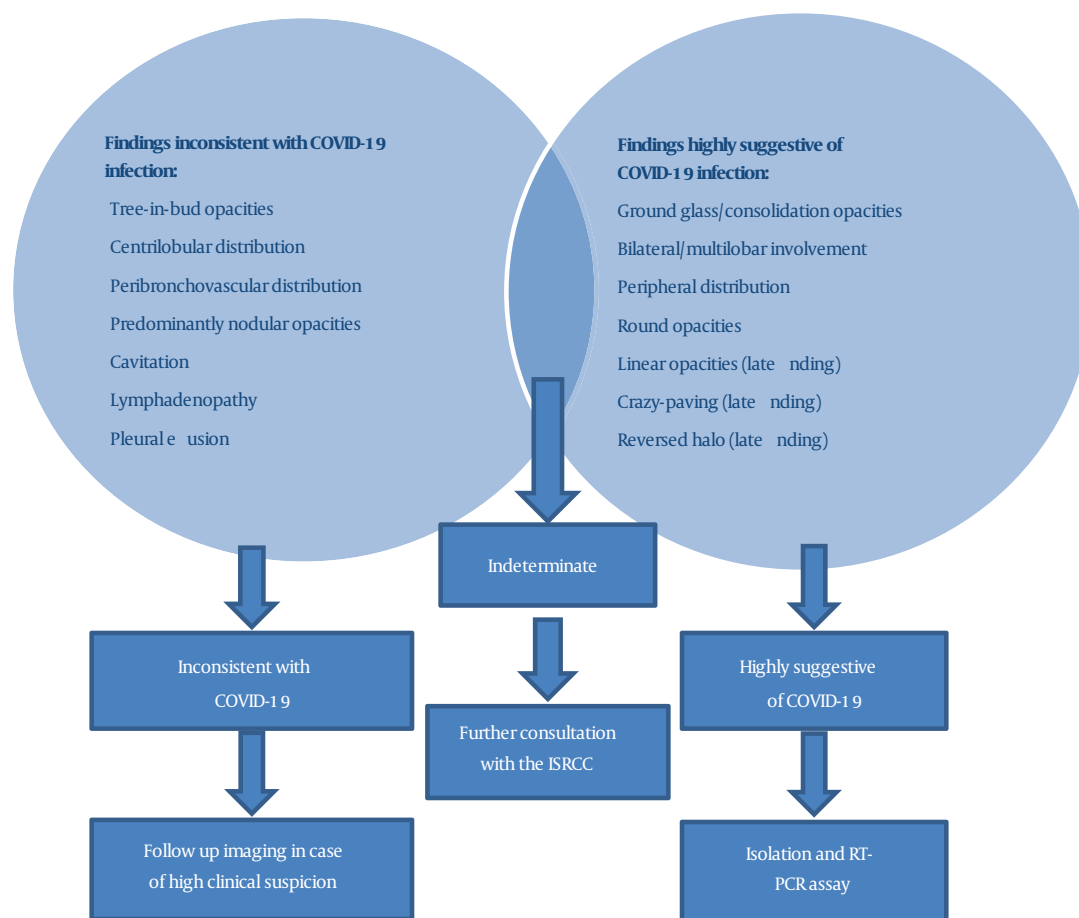 Findings inconsistent with COVID-19
infection:
Tree-in-bud opacities
Centrilobular distribution
Peribronchovascular distribution
Predominantly nodular opacities
Cavitation
Lymphadenopathy
Pleural e usion
Findings highly suggestive of
COVID-19 infection:
Ground glass/consolidation opacities
Bilateral/multilobar involvement
Peripheral distribution
Round opacities
Linear opacities (late nding)
Crazy-paving (late nding)
Reversed halo (late nding)
Indeterminate
Inconsistent with
COVID-19
Highly suggestive
of COVID-19
Further consultation
with the ISRCC
Follow up imaging in case
of high clinical suspicion
Isolation and RT-
PCR assay